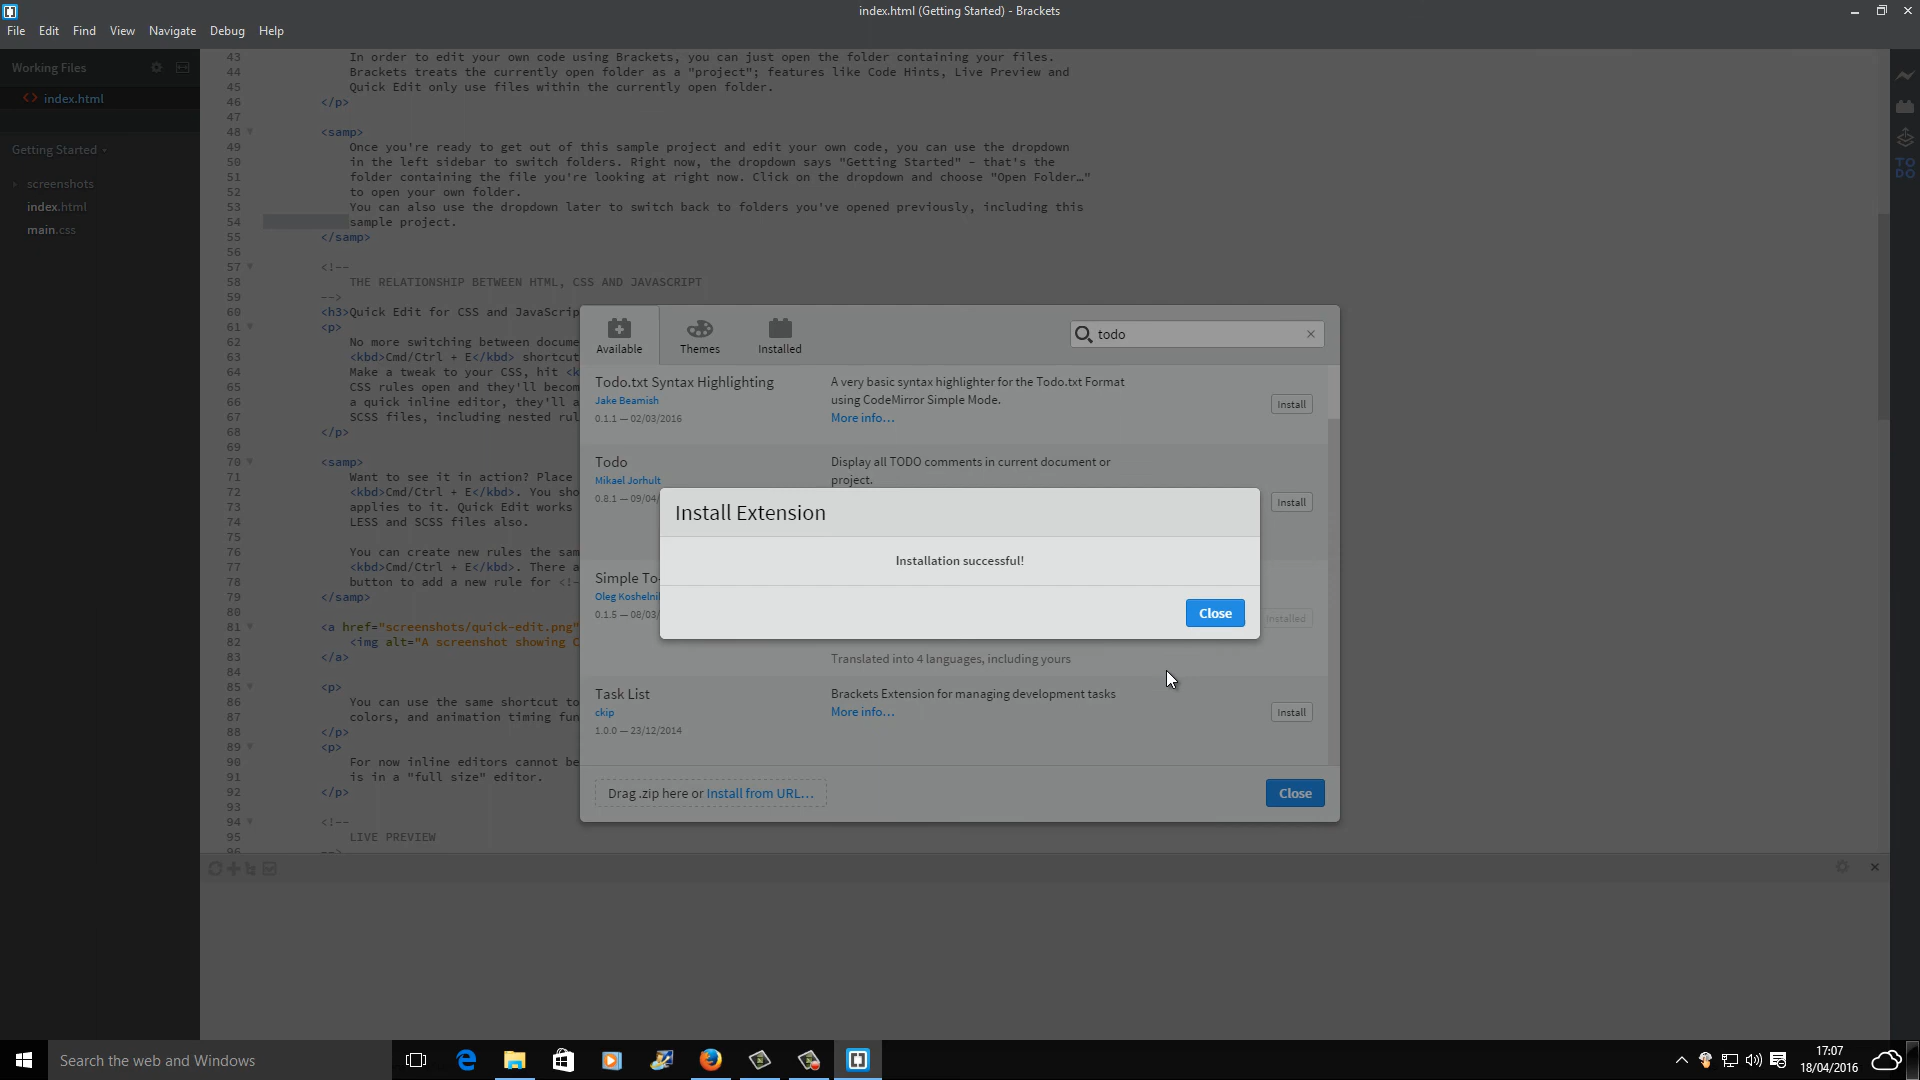 index.html (Getting Started) - Brackets
File Edit Find View Navigate Debug Help
Working Files
<> index.html
Getting Started
screenshots
index.html
main.css
TO
DO
43 In order to edit your own code using Brackets, you can just open the folder containing your files.
44 Brackets treats the currently open folder as a "project"; features like Code Hints, Live Preview and
45 Quick Edit only use files within the currently open folder.
46 </p>
47
48 <samp>
49 Once you're ready to get out of this sample project and edit your own code, you can use the dropdown
50 in the left sidebar to switch folders. Right now, the dropdown says "Getting Started" - that's the
51 folder containing the file you're looking at right now. Click on the dropdown and choose "Open Folder…"
52 to open your own folder.
53 You can also use the dropdown later to switch back to folders you've opened previously, including this
54 sample project.
55 </samp>
56
57 <!--
58 THE RELATIONSHIP BETWEEN HTML, CSS AND JAVASCRIPT
59 -->
60 <h3>Quick Edit for CSS and JavaScrip
61 <p>
62 No more switching between docume
63 <kbd>Cmd/Ctrl + E</kbd> shortcut
64 Make a tweak to your CSS, hit <k
65 CSS rules open and they'll becom
66 a quick inline editor, they'll a
67 SCSS files, including nested rul
68 </p>
69
70 <samp>
71 Want to see it in action? Place
72 <kbd>Cmd/Ctrl + E</kbd>. You sho
73 applies to it. Quick Edit works
74 LESS and SCSS files also.
75
76 You can create new rules the sam
77 <kbd>Cmd/Ctrl + E</kbd>. There a
78 button to add a new rule for <!-
79 </samp>
80
81 <a href="screenshots/quick-edit.png"
82 <img alt="A screenshot showing C
83 </a>
84
85 <p>
86 You can use the same shortcut to
87 colors, and animation timing fun
88 </p>
89 <p>
90 For now inline editors cannot be
91 is in a "full size" editor.
92 </p>
93
94 <!--
95 LIVE PREVIEW
96 -->
Available Themes Installed
todo
Todo.txt Syntax Highlighting
Jake Beamish
0.1.1 — 02/03/2016
A very basic syntax highlighter for the Todo.txt Format
using CodeMirror Simple Mode.
More info…
Install
Todo
Mikael Jorhult
0.8.1 — 09/04/
Display all TODO comments in current document or
project.
Install
Install Extension
Installation successful!
Close
Simple To-
Oleg Koshelni
0.1.5 — 08/03/
nstalled
Translated into 4 languages, including yours
Task List
ckip
1.0.0 — 23/12/2014
Brackets Extension for managing development tasks
More info…
Install
Drag .zip here or Install from URL…
Close
Search the web and Windows
17:07
18/04/2016